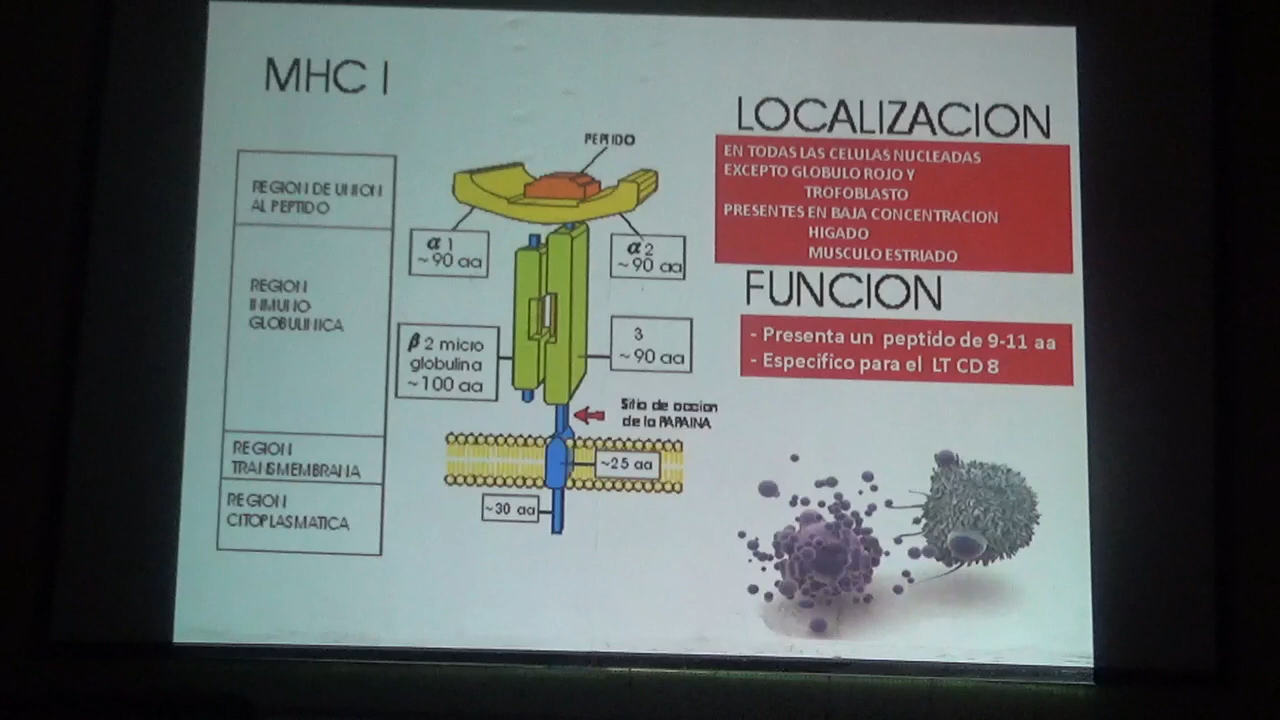 MHC I
REGION DE UNION
AL PEPTIDO
REGION
INMUNO
GLOBULINICA
REGION
TRANSMEMBRANA
REGION
CITOPLASMATICA
PEPTIDO
α 1
~90 aa
α 2
~90 aa
β 2 micro
globulina
~100 aa
3
~90 aa
Sitio de accion
de la PAPAINA
~25 aa
~30 aa
LOCALIZACION
EN TODAS LAS CELULAS NUCLEADAS
EXCEPTO GLOBULO ROJO Y
TROFOBLASTO
PRESENTES EN BAJA CONCENTRACION
HIGADO
MUSCULO ESTRIADO
FUNCION
- Presenta un peptido de 9-11 aa
- Especifico para el LT CD 8